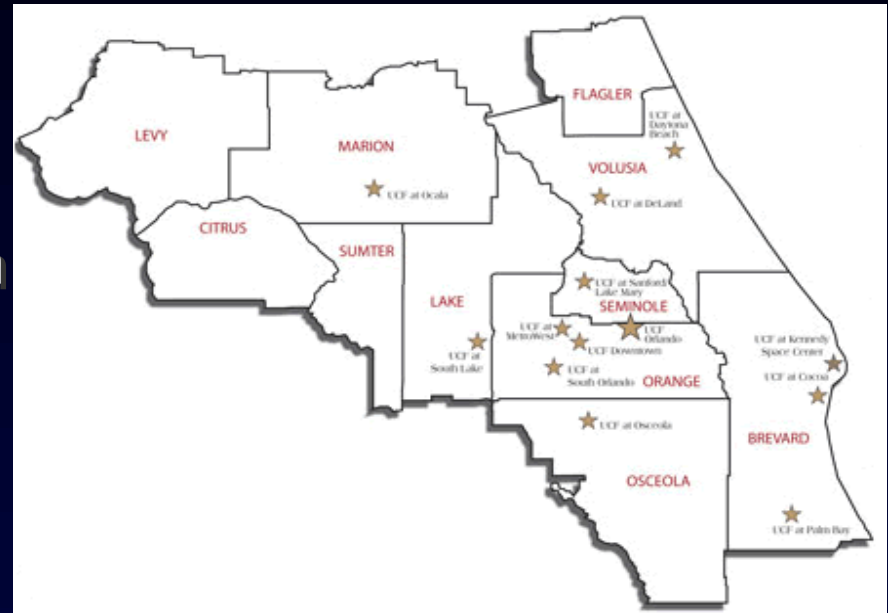 FLAGLER
UCF at
Daytona
Beach
LEVY
MARION
VOLUSIA
UCF at Ocala
UCF at DeLand
CITRUS
SUMTER
UCF at Sanford/
Lake Mary
LAKE
SEMINOLE
UCF at
MetroWest
UCF
Orlando
UCF at Kennedy
Space Center
UCF Downtown
UCF at
South Lake
UCF at
South Orlando
ORANGE
UCF at Cocoa
UCF at Osceola
BREVARD
OSCEOLA
UCF at Palm Bay